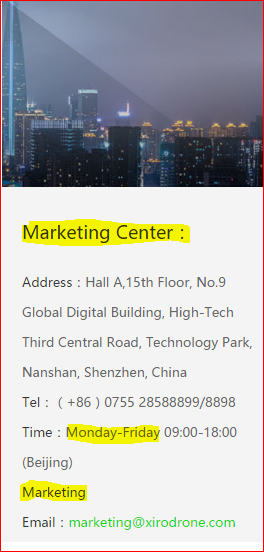 Marketing Center：
Address：Hall A,15th Floor, No.9
Global Digital Building, High-Tech
Third Central Road, Technology Park,
Nanshan, Shenzhen, China
Tel：（+86）0755 28588899/8898
Time：Monday-Friday 09:00-18:00
(Beijing)
Marketing
Email：marketing@xirodrone.com